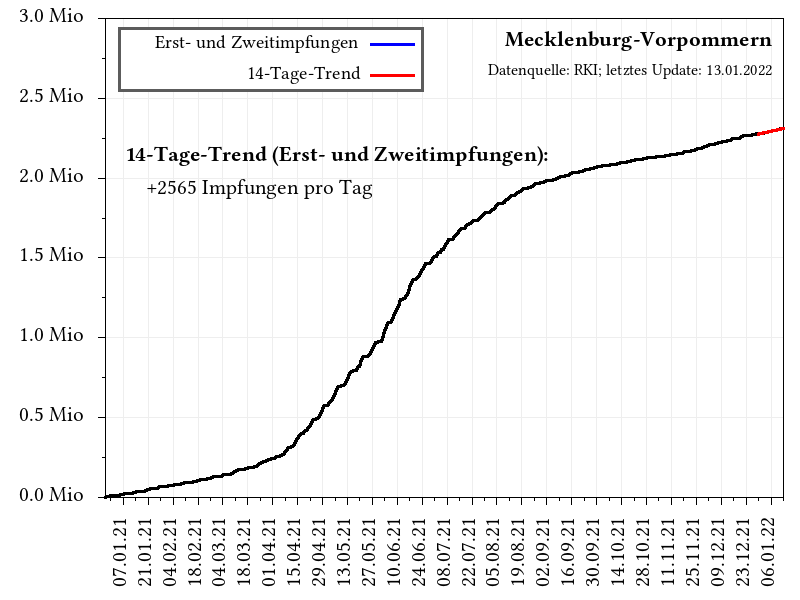 3.0 Mio
2.5 Mio
2.0 Mio
1.5 Mio
1.0 Mio
0.5 Mio
0.0 Mio
Erst- und Zweitimpfungen
14-Tage-Trend
Mecklenburg-Vorpommern
Datenquelle: RKI; letztes Update: 13.01.2022
14-Tage-Trend (Erst- und Zweitimpfungen):
+2565 Impfungen pro Tag
07.01.21
21.01.21
04.02.21
18.02.21
04.03.21
18.03.21
01.04.21
15.04.21
29.04.21
13.05.21
27.05.21
10.06.21
24.06.21
08.07.21
22.07.21
05.08.21
19.08.21
02.09.21
16.09.21
30.09.21
14.10.21
28.10.21
11.11.21
25.11.21
09.12.21
23.12.21
06.01.22